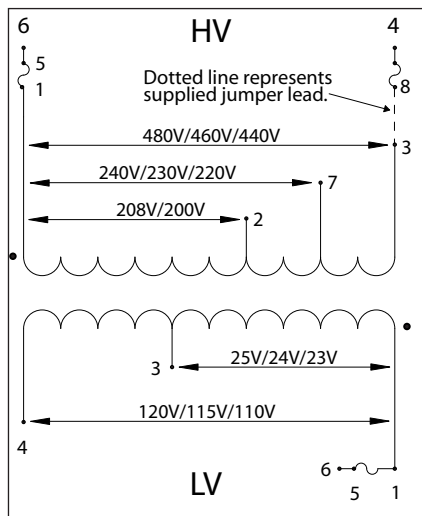 6 HV 4
5
1
8
Dotted line represents
supplied jumper lead.
480V/460V/440V
3
240V/230V/220V
7
208V/200V
2
25V/24V/23V
3
120V/115V/110V
4
6 5 1
LV